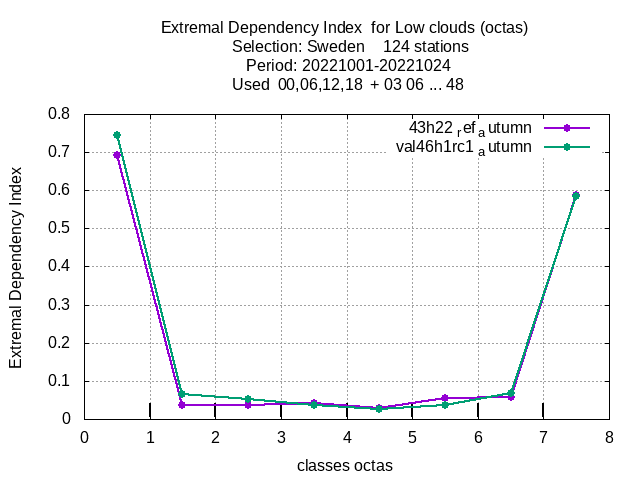 Extremal Dependency Index  for Low clouds (octas)
Selection: Sweden    124 stations
Period: 20221001-20221024
Used  00,06,12,18  + 03 06 ... 48
43h22 refautumn
val46h1rc1 autumn
Extremal Dependency Index
0.8
0.7
0.6
0.5
0.4
0.3
0.2
0.1
0
0 1 2 3 4 5 6 7 8
classes octas